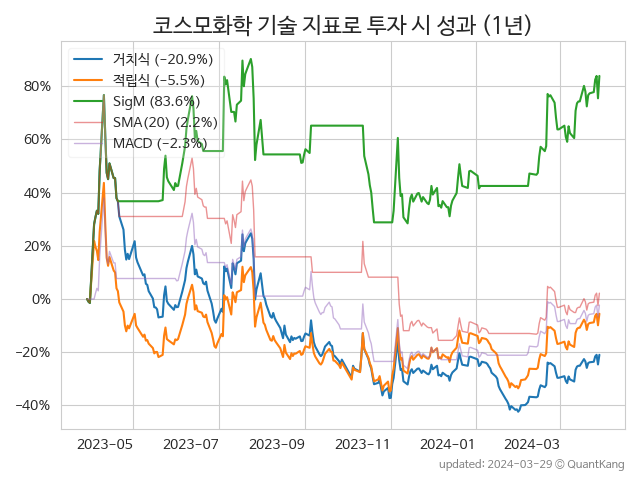 코스모화학 기술 지표로 투자 시 성과 (1년)
거치식 (−20.9%)
적립식 (−5.5%)
SigM (83.6%)
SMA(20) (2.2%)
MACD (−2.3%)
80%
60%
40%
20%
0%
−20%
−40%
2023−05 2023−07 2023−09 2023−11 2024−01 2024−03
updated: 2024−03−29 © QuantKang